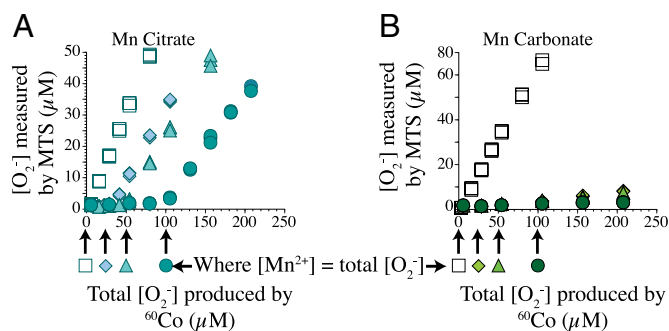 A
Mn Citrate
[O₂⁻] measured
by MTS (µM)
50
40
30
20
10
0
0 50 100 150 200 250
B
Mn Carbonate
[O₂⁻] measured
by MTS (µM)
80
60
40
20
0
0 50 100 150 200 250
Where [Mn²⁺] = total [O₂⁻]
Total [O₂⁻] produced by
⁶⁰Co (µM)
Total [O₂⁻] produced by
⁶⁰Co (µM)